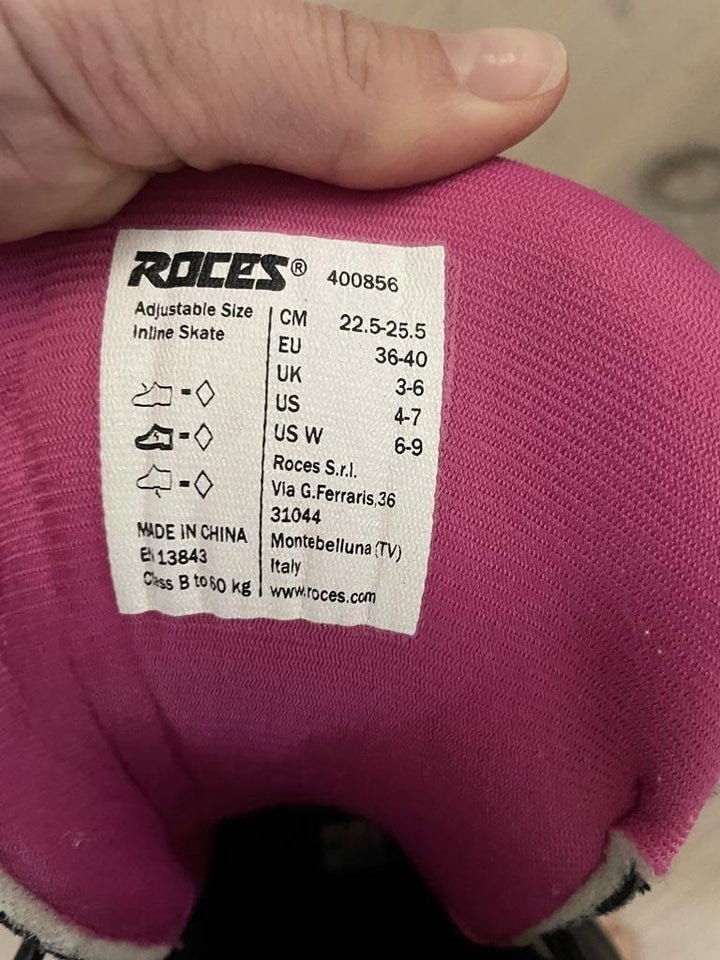 ROCES® 400856
Adjustable Size
Inline Skate
MADE IN CHINA
EN 13843
Class B to 60 kg
CM 22.5-25.5
EU 36-40
UK 3-6
US 4-7
US W 6-9
Roces S.r.l.
Via G.Ferraris,36
31044
Montebelluna (TV)
Italy
www.roces.com